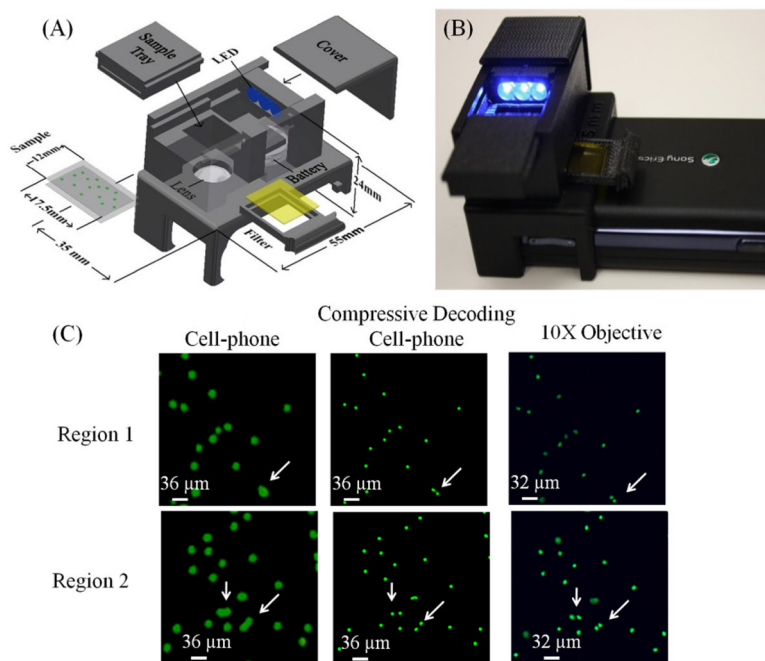 (A)
Sample
Tray
LED
Cover
Sample
12mm
17.5mm
35 mm
Lens
Battery
24mm
Filter
55mm
(B)
Sony Erics
(C)
Compressive Decoding
Cell-phone
Cell-phone
10X Objective
Region 1
36 µm
36 µm
32 µm
Region 2
36 µm
36 µm
32 µm